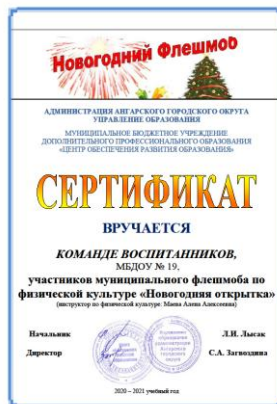 Новогодний Флешмоб
АДМИНИСТРАЦИЯ АНГАРСКОГО ГОРОДСКОГО ОКРУГА
УПРАВЛЕНИЕ ОБРАЗОВАНИЯ
МУНИЦИПАЛЬНОЕ БЮДЖЕТНОЕ УЧРЕЖДЕНИЕ
ДОПОЛНИТЕЛЬНОГО ПРОФЕССИОНАЛЬНОГО ОБРАЗОВАНИЯ
«ЦЕНТР ОБЕСПЕЧЕНИЯ РАЗВИТИЯ ОБРАЗОВАНИЯ»
СЕРТИФИКАТ
ВРУЧАЕТСЯ
КОМАНДЕ ВОСПИТАННИКОВ,
МБДОУ № 19,
участников муниципального флешмоба по
физической культуре «Новогодняя открытка»
(инструктор по физической культуре: Маева Алена Алексеевна)
Начальник Л.И. Лысак
Директор С.А. Загвоздина
2020 – 2021 учебный год